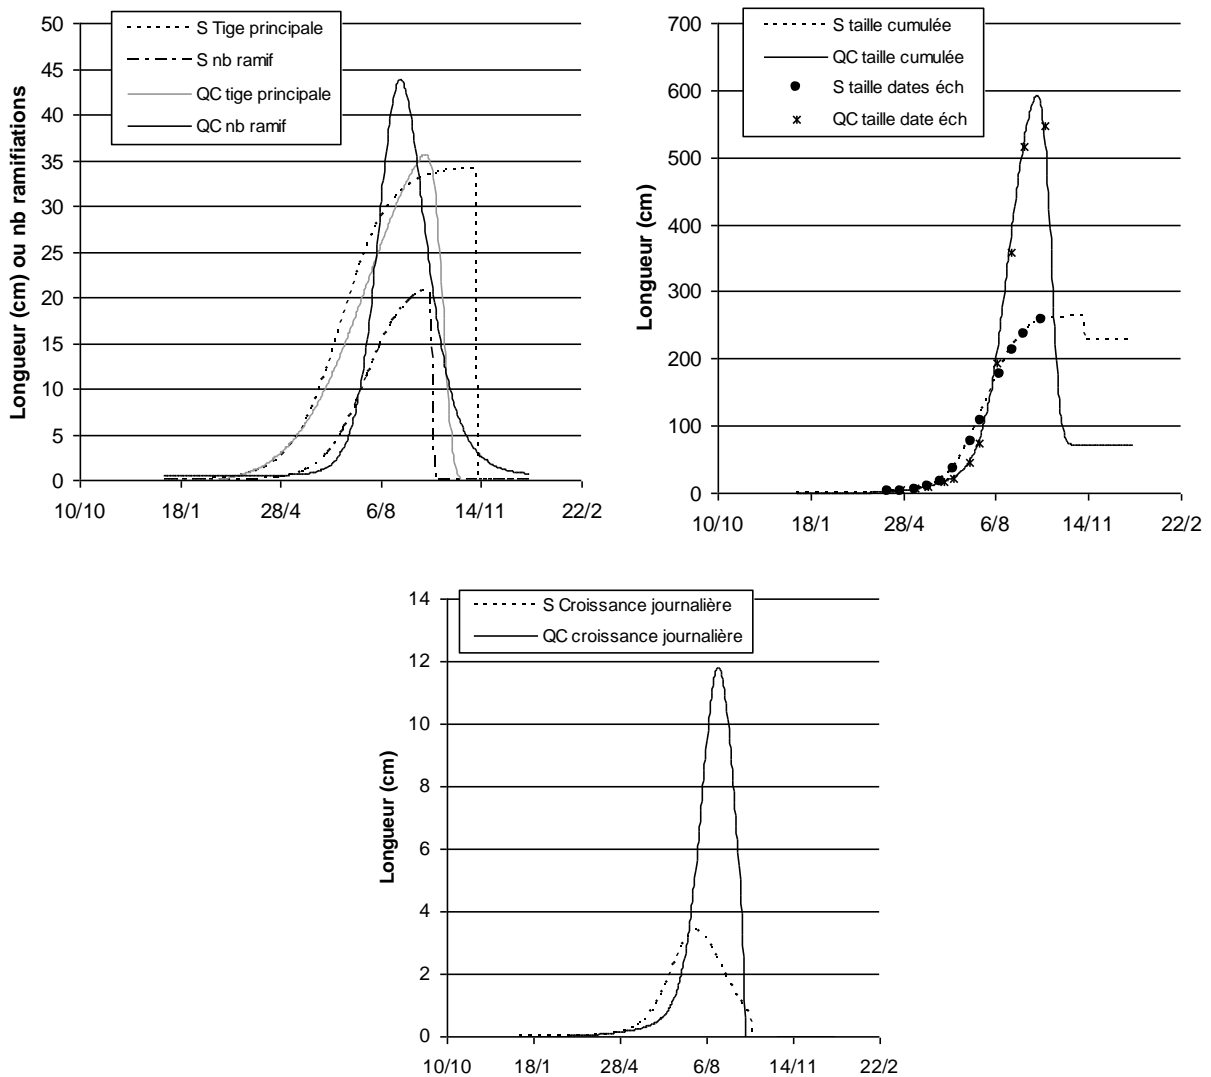 50
45
40
35
30
25
20
15
10
5
0
Longueur (cm) ou nb ramifiations
S Tige principale
S nb ramif
QC tige principale
QC nb ramif
10/10 18/1 28/4 6/8 14/11 22/2
700
600
500
400
300
200
100
0
Longueur (cm)
S taille cumulée
QC taille cumulée
S taille dates éch
QC taille date éch
10/10 18/1 28/4 6/8 14/11 22/2
14
12
10
8
6
4
2
0
Longueur (cm)
S Croissance journalière
QC croissance journalière
10/10 18/1 28/4 6/8 14/11 22/2